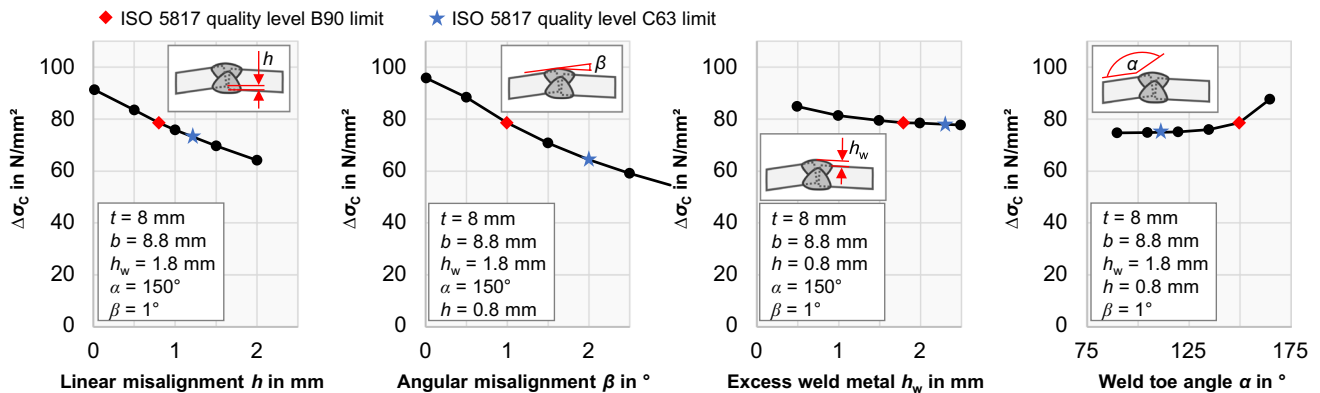 ISO 5817 quality level B90 limit
ISO 5817 quality level C63 limit
Δσc in N/mm²
100
80
60
40
20
0
h
t = 8 mm
b = 8.8 mm
hw = 1.8 mm
α = 150°
β = 1°
0 1 2
Linear misalignment h in mm
Δσc in N/mm²
100
80
60
40
20
0
β
t = 8 mm
b = 8.8 mm
hw = 1.8 mm
α = 150°
h = 0.8 mm
0 1 2
Angular misalignment β in °
Δσc in N/mm²
100
80
60
40
20
0
hw
t = 8 mm
b = 8.8 mm
h = 0.8 mm
α = 150°
β = 1°
0 1 2
Excess weld metal hw in mm
Δσc in N/mm²
100
80
60
40
20
0
α
t = 8 mm
b = 8.8 mm
hw = 1.8 mm
h = 0.8 mm
β = 1°
75 125 175
Weld toe angle α in °